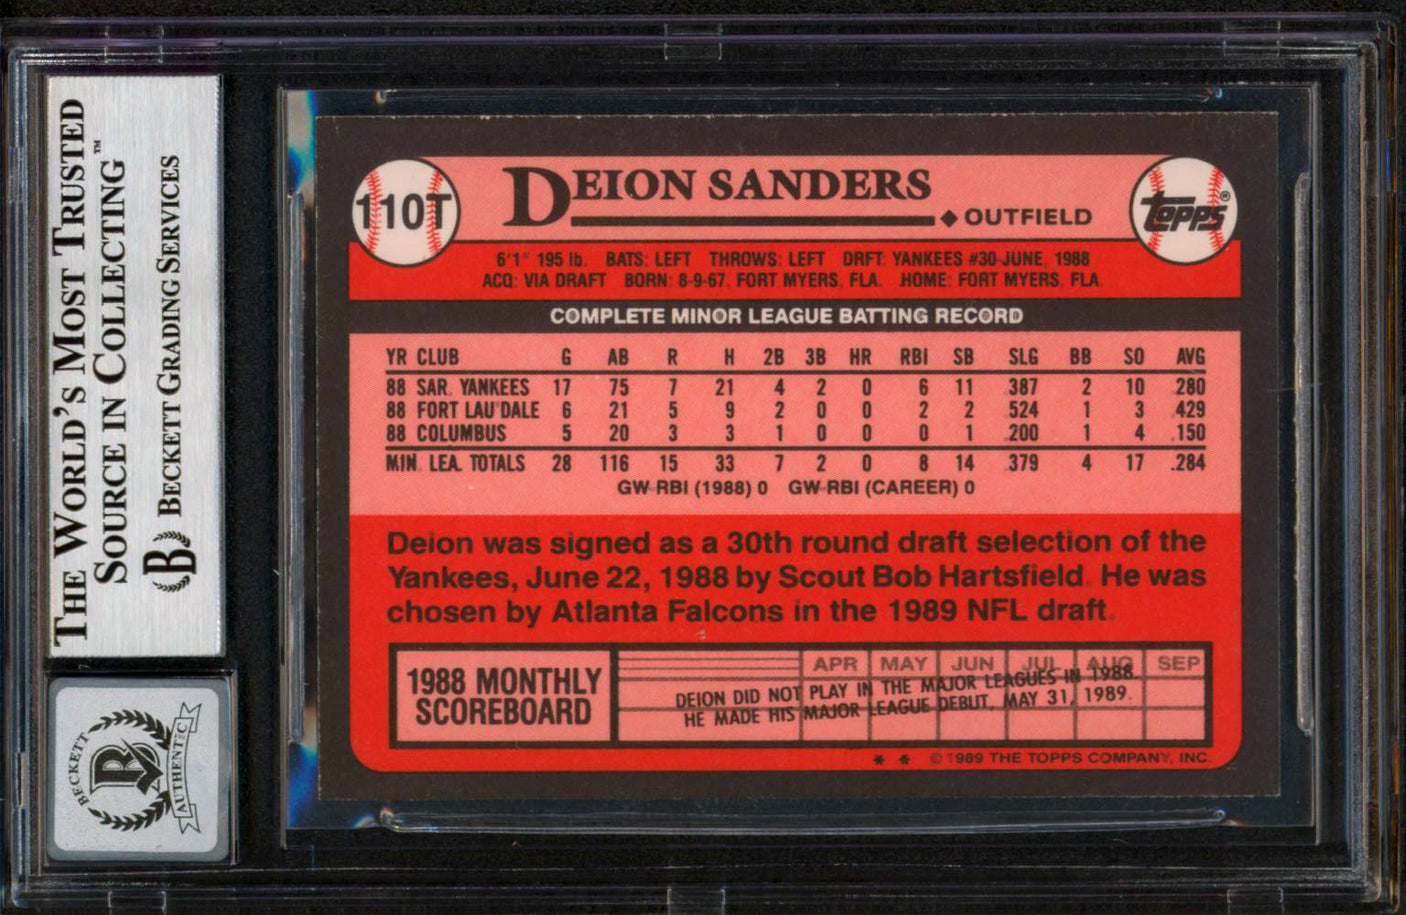 THE WORLD'S MOST TRUSTED
SOURCE IN COLLECTING™
B BECKETT GRADING SERVICES
BECKETT
B
AUTHENTIC
110T
DEION SANDERS
◆ OUTFIELD
topps®
6'1" 195 lb. BATS: LEFT THROWS: LEFT DRFT: YANKEES #30-JUNE, 1988
ACQ: VIA DRAFT BORN: 8-9-67, FORT MYERS, FLA. HOME: FORT MYERS, FLA.
COMPLETE MINOR LEAGUE BATTING RECORD
YR CLUB G AB R H 2B 3B HR RBI SB SLG BB SO AVG
88 SAR. YANKEES 17 75 7 21 4 2 0 6 11 .387 2 10 .280
88 FORT LAU'DALE 6 21 5 9 2 0 0 2 2 .524 1 3 .429
88 COLUMBUS 5 20 3 3 1 0 0 0 1 .200 1 4 .150
MIN. LEA. TOTALS 28 116 15 33 7 2 0 8 14 .379 4 17 .284
GW-RBI (1988) 0 GW-RBI (CAREER) 0
Deion was signed as a 30th round draft selection of the
Yankees, June 22, 1988 by Scout Bob Hartsfield. He was
chosen by Atlanta Falcons in the 1989 NFL draft.
1988 MONTHLY
SCOREBOARD
APR MAY JUN JUL AUG SEP
DEION DID NOT PLAY IN THE MAJOR LEAGUES IN 1988.
HE MADE HIS MAJOR LEAGUE DEBUT, MAY 31, 1989.
* * © 1989 THE TOPPS COMPANY, INC.